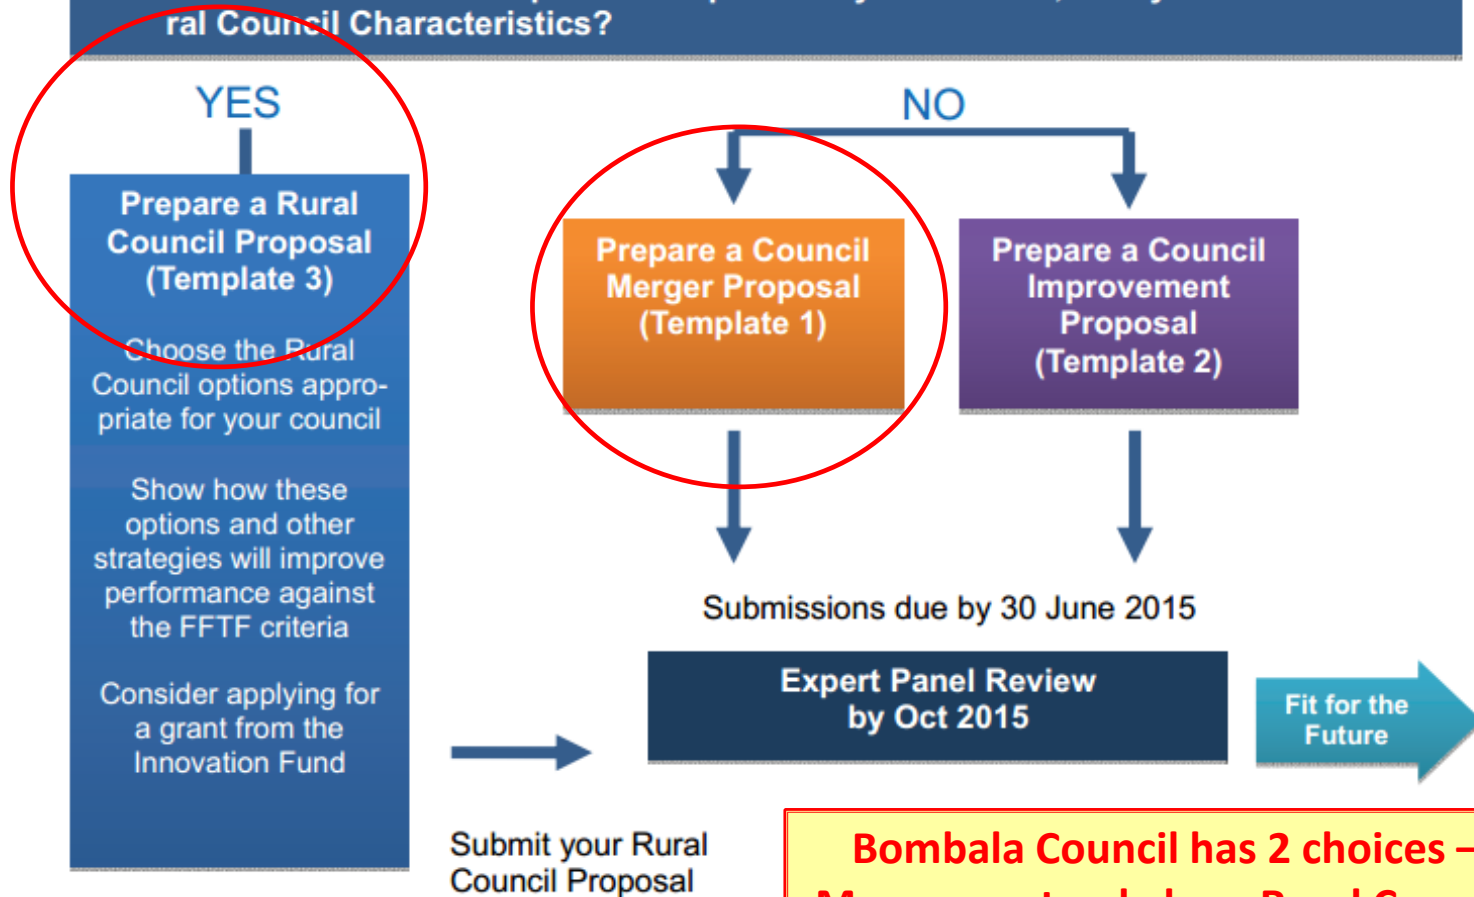 ral Council Characteristics?
YES
NO
Prepare a Rural
Council Proposal
(Template 3)
Choose the Rural
Council options appro-
priate for your council
Show how these
options and other
strategies will improve
performance against
the FFTF criteria
Consider applying for
a grant from the
Innovation Fund
Prepare a Council
Merger Proposal
(Template 1)
Prepare a Council
Improvement
Proposal
(Template 2)
Submissions due by 30 June 2015
Expert Panel Review
by Oct 2015
Fit for the
Future
Submit your Rural
Council Proposal
Bombala Council has 2 choices –